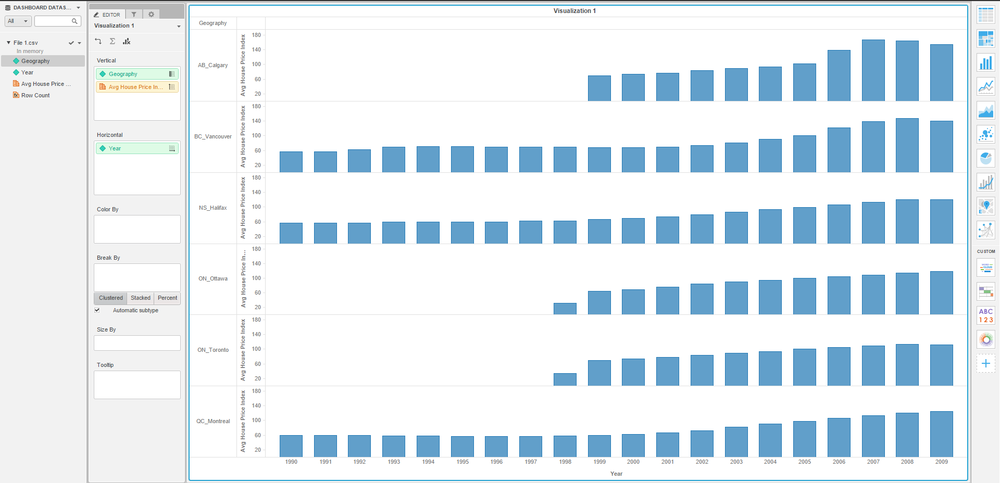 DASHBOARD DATAS...
All
File 1.csv
In memory
Geography
Year
Avg House Price ...
Row Count
EDITOR
Visualization 1
Vertical
Geography
Avg House Price In...
Horizontal
Year
Color By
Break By
Clustered Stacked Percent
Automatic subtype
Size By
Tooltip
Visualization 1
Geography
AB_Calgary
Avg House Price Index
180
140
100
60
20
BC_Vancouver
Avg House Price Index
180
140
100
60
20
NS_Halifax
Avg House Price Index
180
140
100
60
20
ON_Ottawa
Avg House Price In...
180
140
100
60
20
ON_Toronto
Avg House Price Index
180
140
100
60
20
QC_Montreal
Avg House Price Index
180
140
100
60
20
1990 1991 1992 1993 1994 1995 1996 1997 1998 1999 2000 2001 2002 2003 2004 2005 2006 2007 2008 2009
Year
E
CUSTOM
WORD
CLOUD
ABC
123